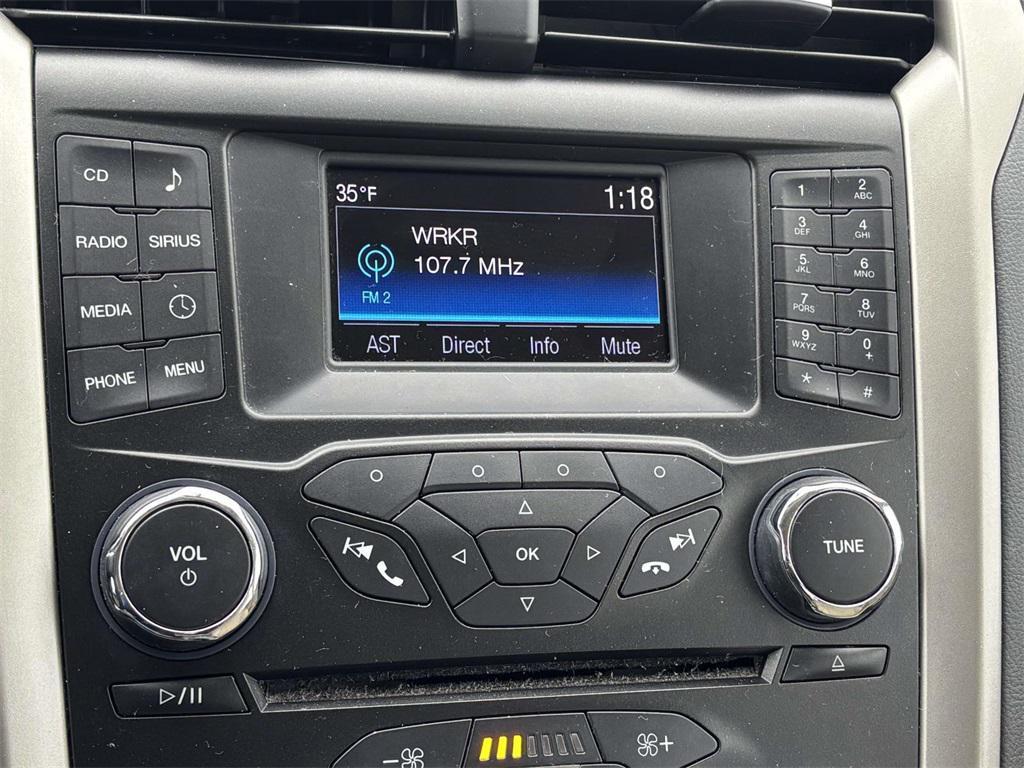 35°F 1:18
WRKR
107.7 MHz
FM 2
AST Direct Info Mute
CD
RADIO SIRIUS
MEDIA
PHONE MENU
1 2 ABC
3 DEF 4 GHI
5 JKL 6 MNO
7 PQRS 8 TUV
9 WXYZ 0 +
* #
VOL
OK
TUNE